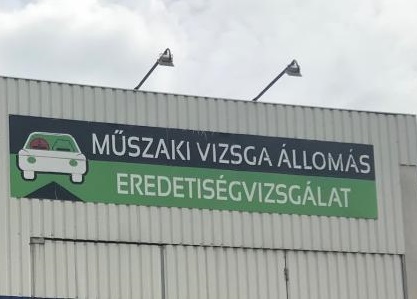 MŰSZAKI VIZSGA ÁLLOMÁS
EREDETISÉGVIZSGÁLAT